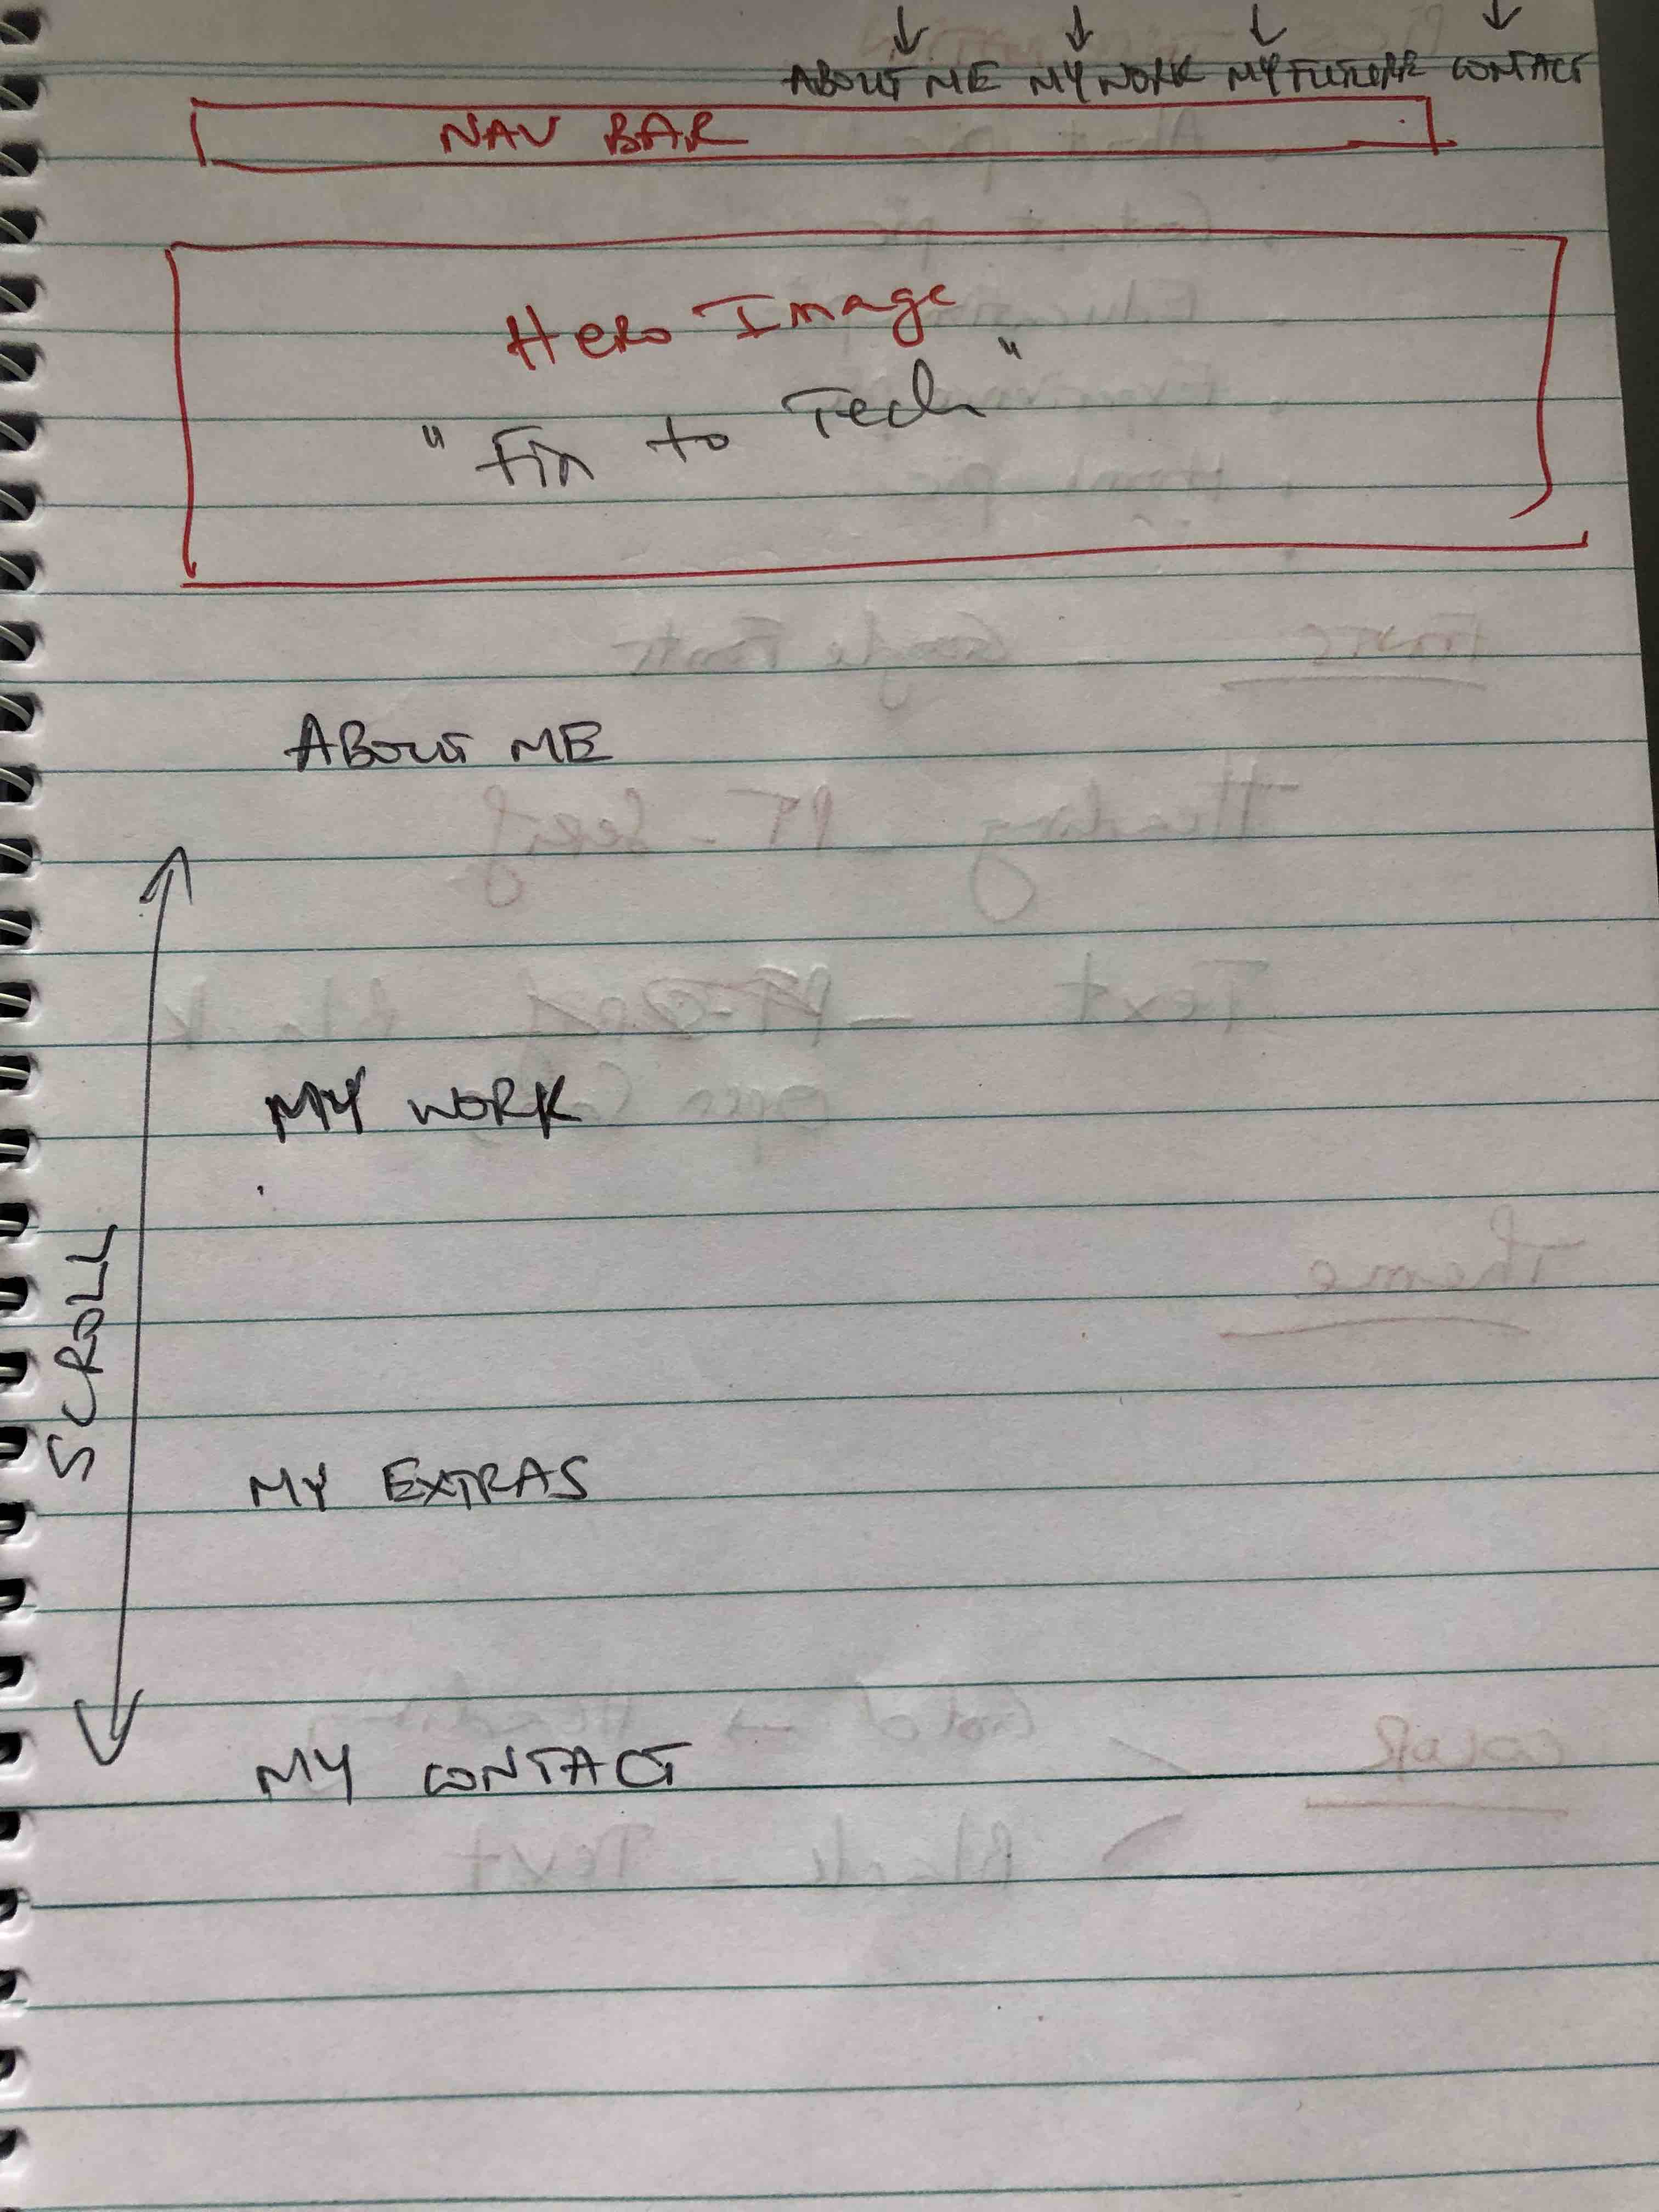 ABOUT ME MY WORK MY FUTURE CONTACT
NAV BAR
Hero Image
"Fin to Tech"
ABOUT ME
MY WORK
SCROLL
MY EXTRAS
MY CONTACT